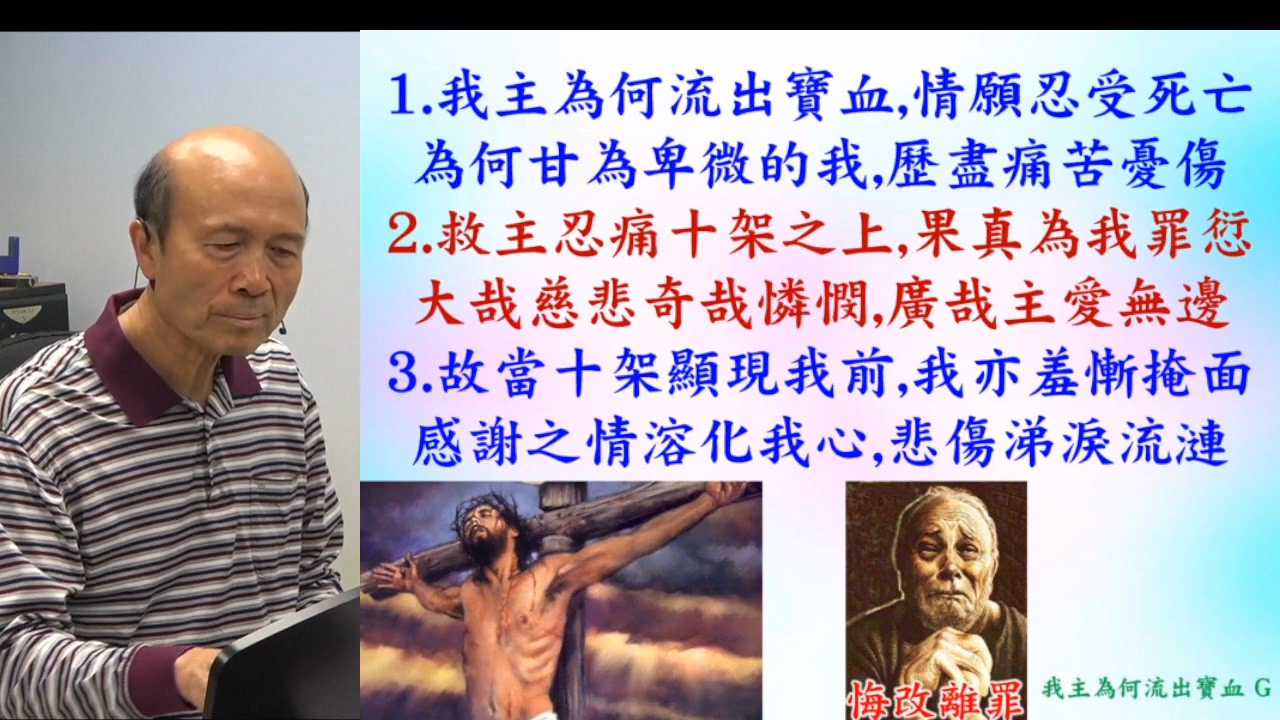 1.我主為何流出寶血,情願忍受死亡
為何甘為卑微的我,歷盡痛苦憂傷
2.救主忍痛十架之上,果真為我罪愆
大哉慈悲奇哉憐憫,廣哉主愛無邊
3.故當十架顯現我前,我亦羞慚掩面
感謝之情溶化我心,悲傷涕淚流漣
悔改離罪
我主為何流出寶血 G